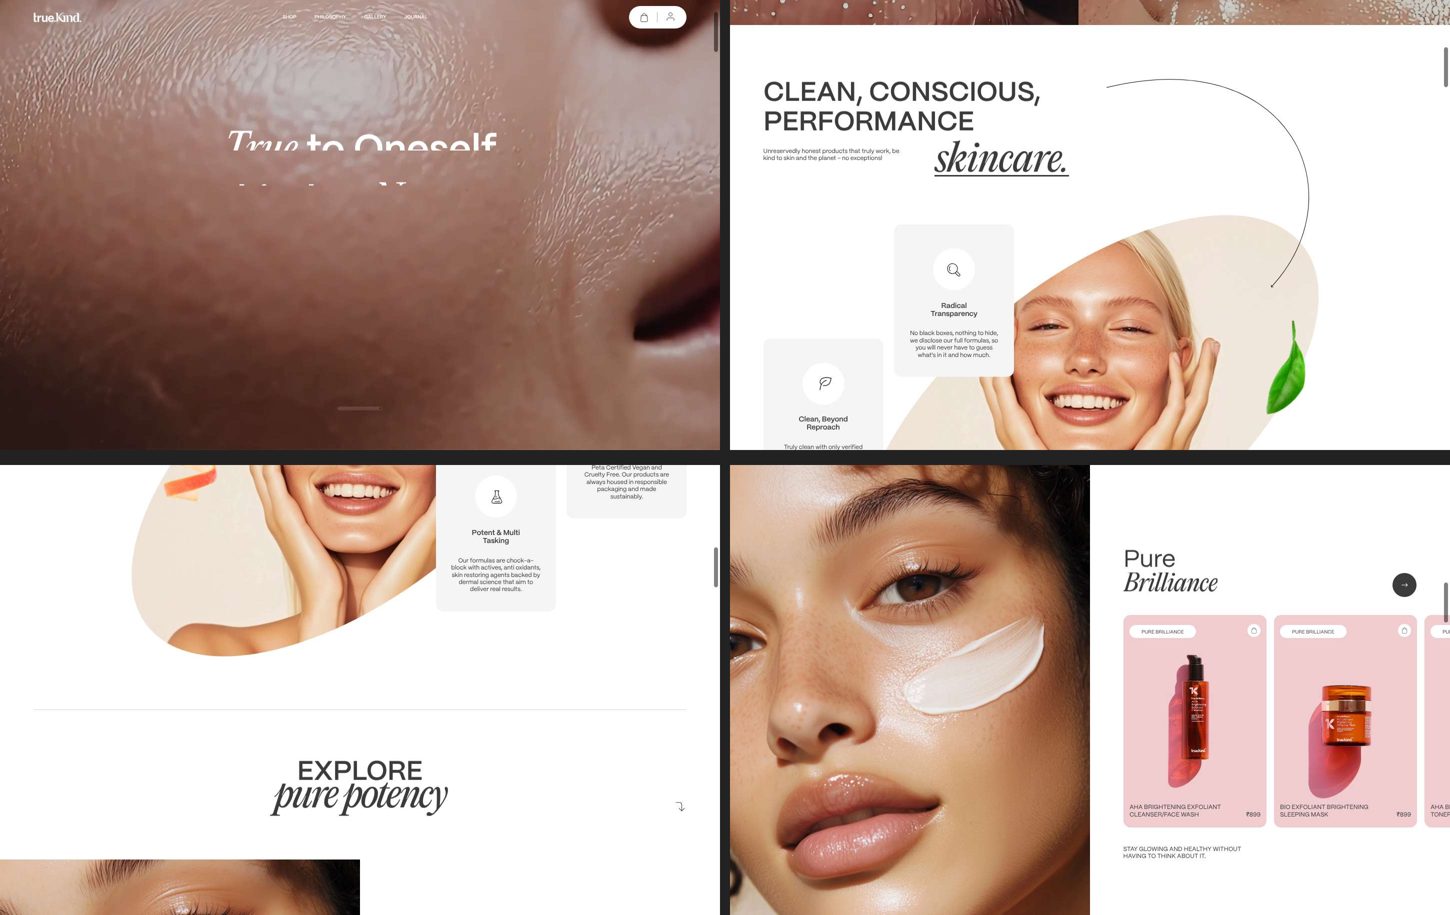 true.Kind.
SHOP
PHILOSOPHY
GALLERY
JOURNAL
True to Oneself
CLEAN, CONSCIOUS,
PERFORMANCE
skincare.
Unreservedly honest products that truly work, be
kind to skin and the planet – no exceptions!
Radical
Transparency
No black boxes, nothing to hide,
we disclose our full formulas, so
you will never have to guess
what's in it and how much.
Clean, Beyond
Reproach
Truly clean with only verified
Peta Certified Vegan and
Cruelty Free. Our products are
always housed in responsible
packaging and made
sustainably.
Potent & Multi
Tasking
Our formulas are chock-a-
block with actives, anti oxidants,
skin restoring agents backed by
dermal science that aim to
deliver real results.
EXPLORE
pure potency
Pure
Brilliance
PURE BRILLIANCE
AHA BRIGHTENING EXFOLIANT
CLEANSER/FACE WASH
₹899
PURE BRILLIANCE
BIO EXFOLIANT BRIGHTENING
SLEEPING MASK
₹899
STAY GLOWING AND HEALTHY WITHOUT
HAVING TO THINK ABOUT IT.